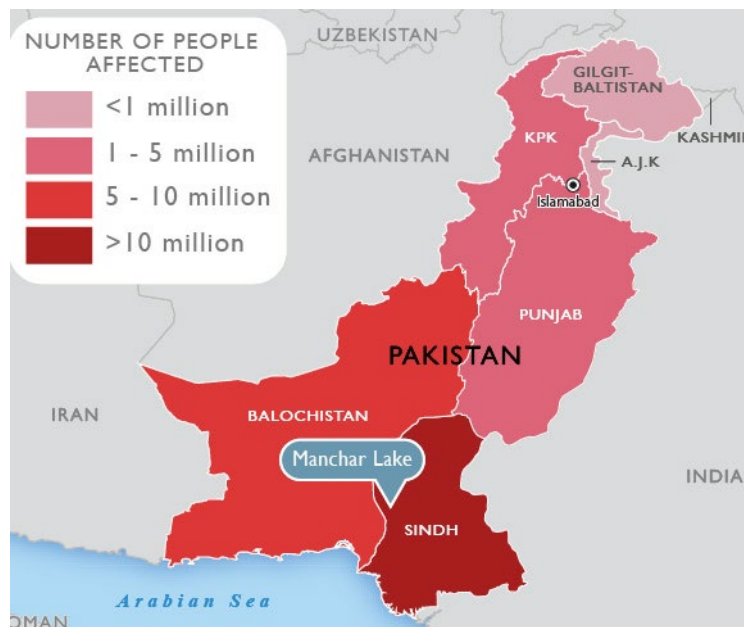 NUMBER OF PEOPLE
AFFECTED
<1 million
1 - 5 million
5 - 10 million
>10 million
UZBEKISTAN
GILGIT-
BALTISTAN
KPK
KASHMIR
AFGHANISTAN
A.J.K
Islamabad
PUNJAB
PAKISTAN
IRAN
BALOCHISTAN
Manchar Lake
INDIA
SINDH
Arabian Sea
OMAN